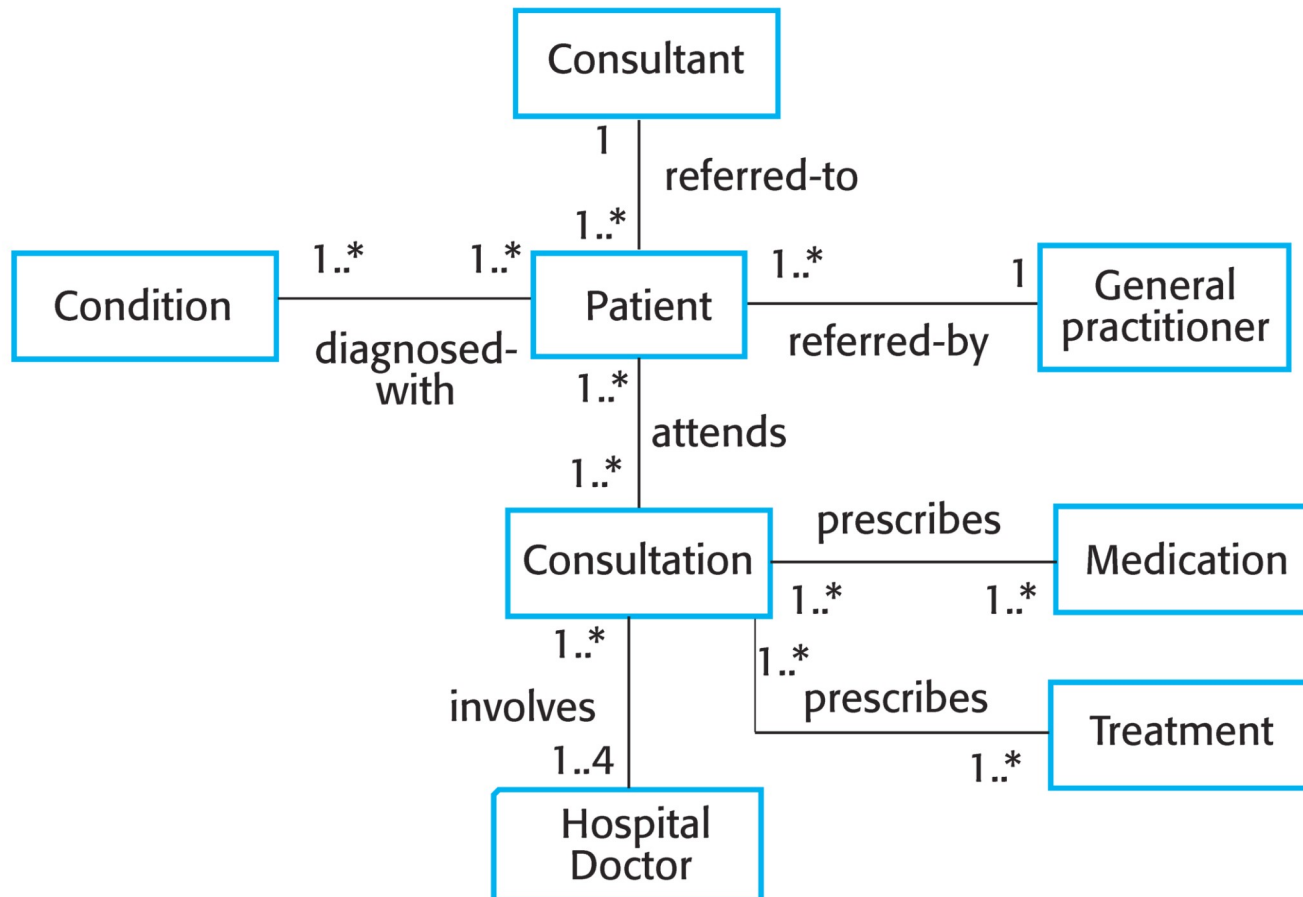 Consultant
1
referred-to
1..*
1..*
1..*
1..*
1
Condition
Patient
General
practitioner
diagnosed-
with
referred-by
1..*
attends
1..*
prescribes
Consultation
Medication
1..*
1..*
1..*
1..*
involves
prescribes
Treatment
1..4
1..*
Hospital
Doctor